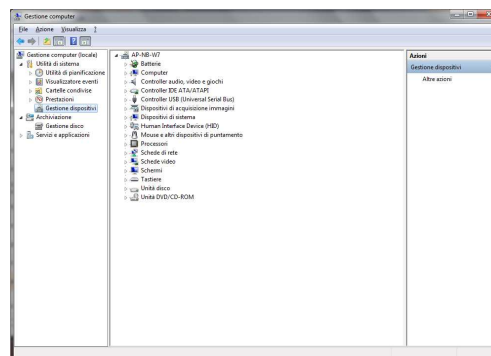 Gestione computer
File Azione Visualizza ?
Gestione computer (locale)
Utilità di sistema
Utilità di pianificazione
Visualizzatore eventi
Cartelle condivise
Prestazioni
Gestione dispositivi
Archiviazione
Gestione disco
Servizi e applicazioni
AP-NB-W7
Batterie
Computer
Controller audio, video e giochi
Controller IDE ATA/ATAPI
Controller USB (Universal Serial Bus)
Dispositivi di acquisizione immagini
Dispositivi di sistema
Human Interface Device (HID)
Mouse e altri dispositivi di puntamento
Processori
Schede di rete
Schede video
Schermi
Tastiere
Unità disco
Unità DVD/CD-ROM
Azioni
Gestione dispositivi
Altre azioni